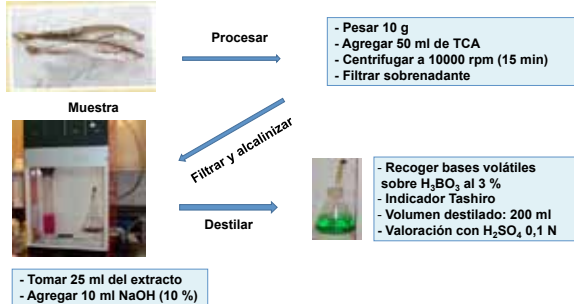 Procesar
- Pesar 10 g
- Agregar 50 ml de TCA
- Centrifugar a 10000 rpm (15 min)
- Filtrar sobrenadante
Muestra
Filtrar y alcalinizar
Destilar
- Recoger bases volátiles
sobre H₃BO₃ al 3 %
- Indicador Tashiro
- Volumen destilado: 200 ml
- Valoración con H₂SO₄ 0,1 N
- Tomar 25 ml del extracto
- Agregar 10 ml NaOH (10 %)